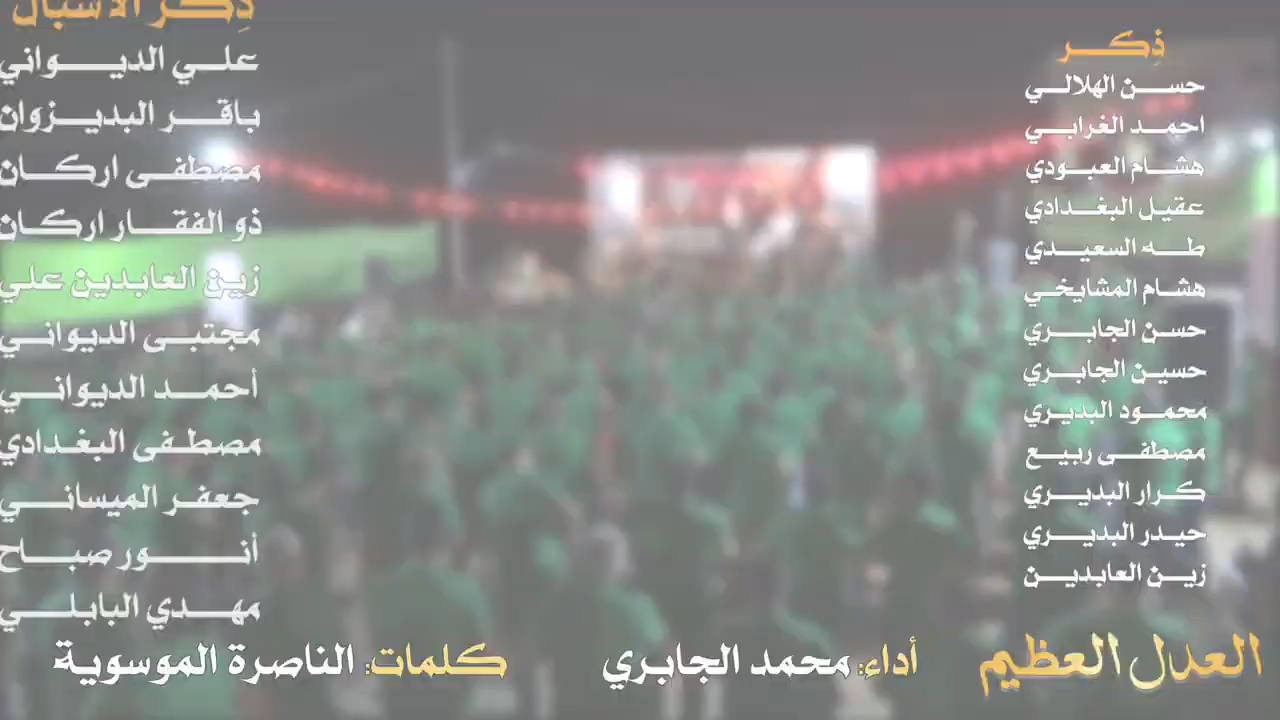 ذِكر
حسن الهلالي
احمد الغرابي
هشام العبودي
عقيل البغدادي
طه السعيدي
هشام المشايخي
حسن الجابري
حسين الجابري
محمود البديري
مصطفى ربيع
كرار البديري
حيدر البديري
زين العابدين
ذِكر الاشبال
علي الديواني
باقر البديزوان
مصطفى اركان
ذو الفقار اركان
زين العابدين علي
مجتبى الديواني
أحمد الديواني
مصطفى البغدادي
جعفر الميساني
أنور صباح
مهدي البابلي
العدل العظيم
أداء: محمد الجابري
كلمات: الناصرة الموسوية